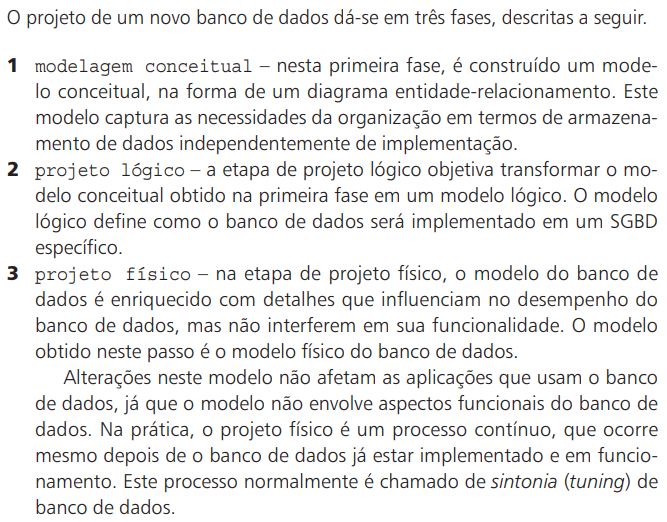 O projeto de um novo banco de dados dá-se em três fases, descritas a seguir.
1 modelagem conceitual – nesta primeira fase, é construído um mode-
lo conceitual, na forma de um diagrama entidade-relacionamento. Este
modelo captura as necessidades da organização em termos de armazena-
mento de dados independentemente de implementação.
2 projeto lógico – a etapa de projeto lógico objetiva transformar o mo-
delo conceitual obtido na primeira fase em um modelo lógico. O modelo
lógico define como o banco de dados será implementado em um SGBD
específico.
3 projeto físico – na etapa de projeto físico, o modelo do banco de
dados é enriquecido com detalhes que influenciam no desempenho do
banco de dados, mas não interferem em sua funcionalidade. O modelo
obtido neste passo é o modelo físico do banco de dados.
Alterações neste modelo não afetam as aplicações que usam o banco
de dados, já que o modelo não envolve aspectos funcionais do banco de
dados. Na prática, o projeto físico é um processo contínuo, que ocorre
mesmo depois de o banco de dados já estar implementado e em funcio-
namento. Este processo normalmente é chamado de sintonia (tuning) de
banco de dados.